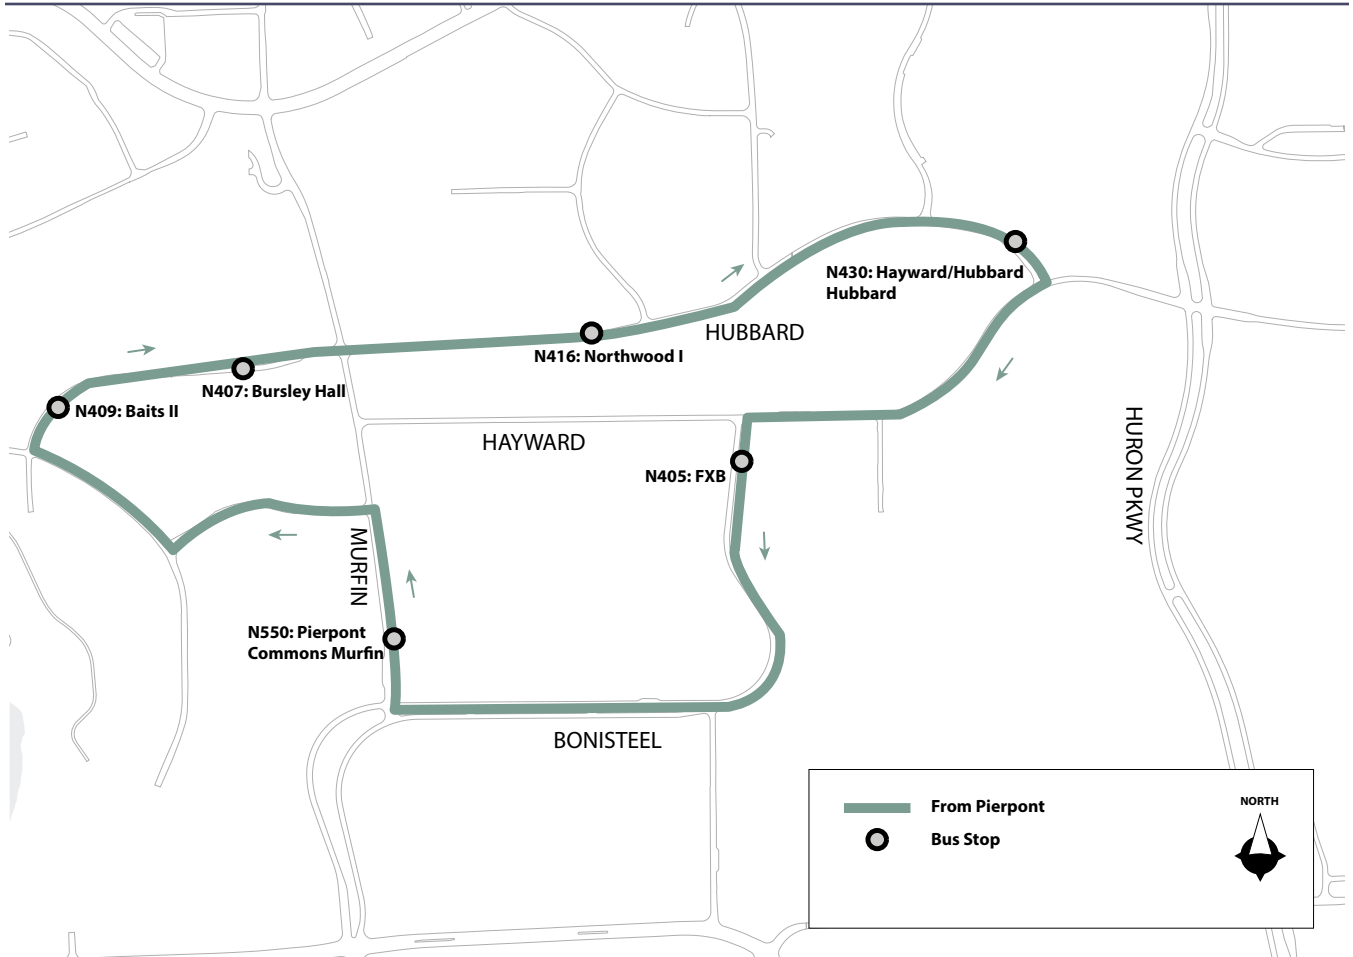 N430: Hayward/Hubbard
Hubbard
HUBBARD
N416: Northwood I
N407: Bursley Hall
N409: Baits II
HAYWARD
HURON PKWY
N405: FXB
MURFIN
N550: Pierpont
Commons Murfin
BONISTEEL
From Pierpont
Bus Stop
NORTH